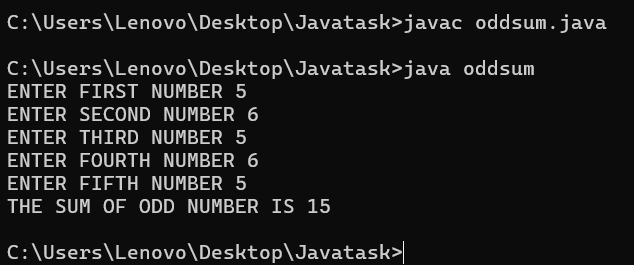 C:\Users\Lenovo\Desktop\Javatask>javac oddsum.java
C:\Users\Lenovo\Desktop\Javatask>java oddsum
ENTER FIRST NUMBER 5
ENTER SECOND NUMBER 6
ENTER THIRD NUMBER 5
ENTER FOURTH NUMBER 6
ENTER FIFTH NUMBER 5
THE SUM OF ODD NUMBER IS 15
C:\Users\Lenovo\Desktop\Javatask>